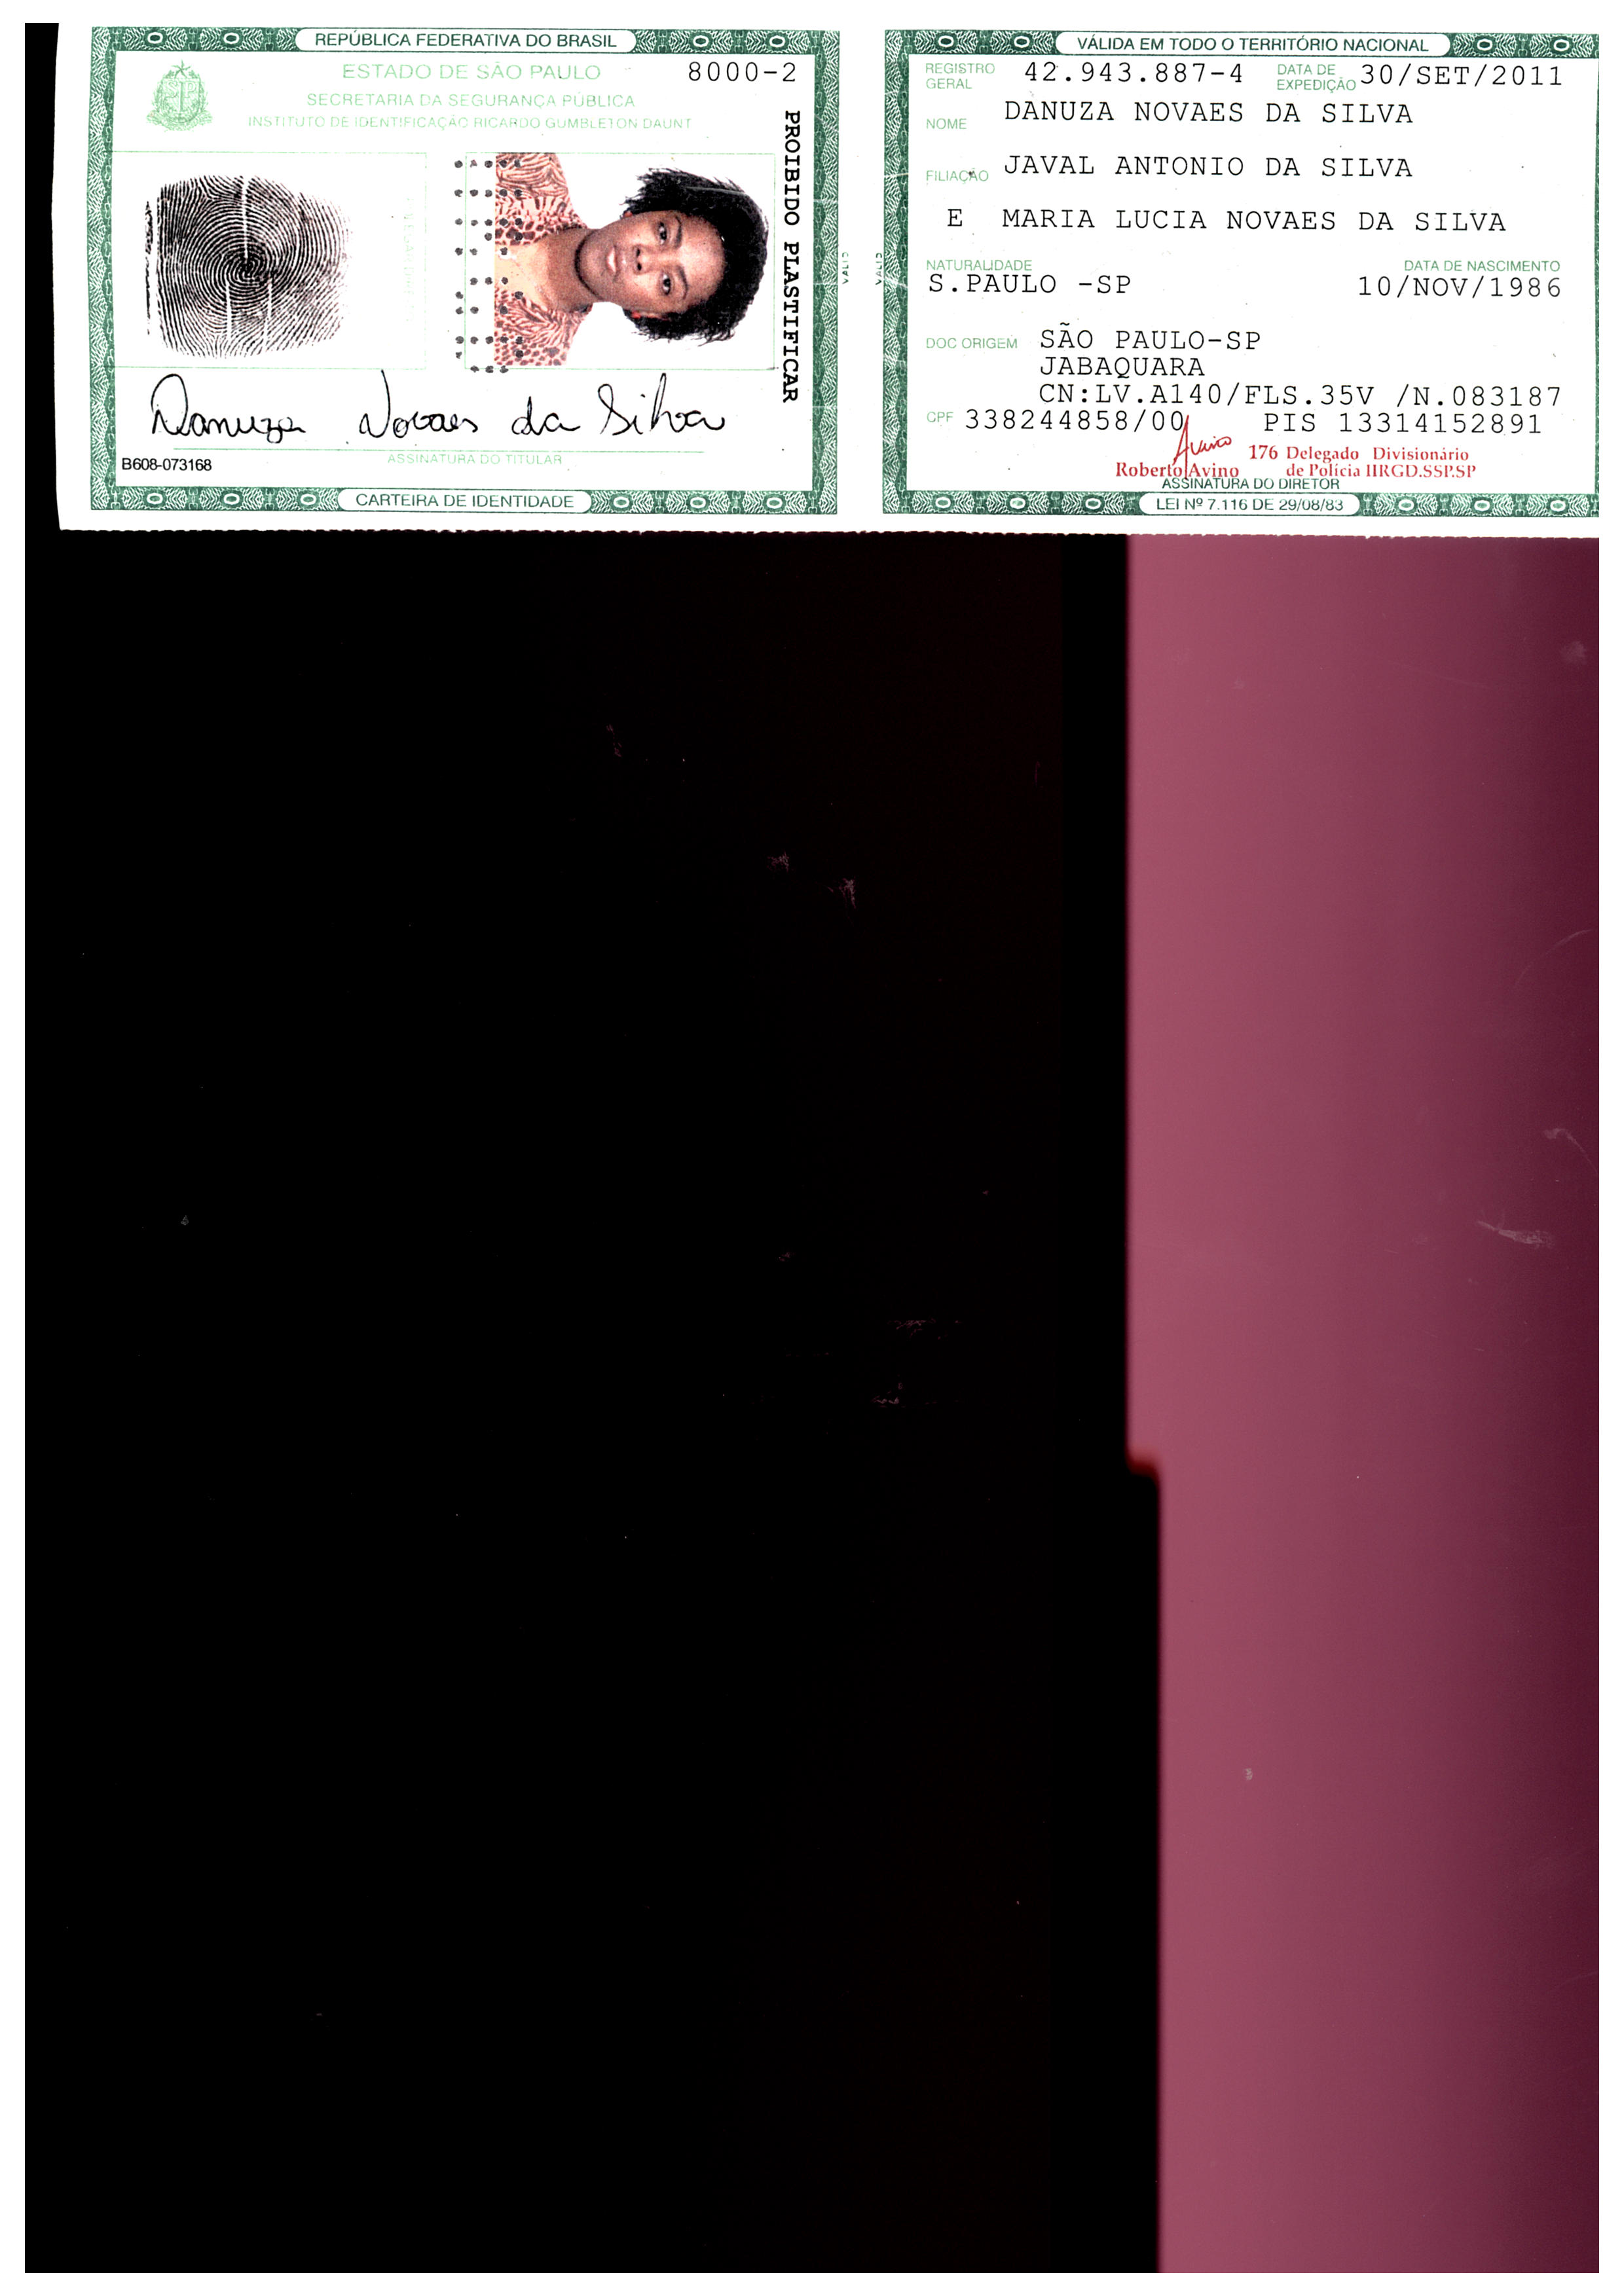 REPÚBLICA FEDERATIVA DO BRASIL
ESTADO DE SÃO PAULO
8000-2
SECRETARIA DA SEGURANÇA PÚBLICA
INSTITUTO DE IDENTIFICAÇÃO RICARDO GUMBLETON DAUNT
PROIBIDO PLASTIFICAR
Danuza Novaes da Silva
ASSINATURA DO TITULAR
B608-073168
CARTEIRA DE IDENTIDADE
VÁLIDA EM TODO O TERRITÓRIO NACIONAL
REGISTRO GERAL 42.943.887-4 DATA DE EXPEDIÇÃO 30/SET/2011
NOME DANUZA NOVAES DA SILVA
FILIAÇÃO JAVAL ANTONIO DA SILVA
E MARIA LUCIA NOVAES DA SILVA
NATURALIDADE DATA DE NASCIMENTO
S.PAULO -SP 10/NOV/1986
DOC ORIGEM SÃO PAULO-SP
JABAQUARA
CN:LV.A140/FLS.35V /N.083187
CPF 338244858/00 PIS 13314152891
Avino
176 Delegado Divisionário
Roberto Avino de Polícia IIRGD.SSP.SP
ASSINATURA DO DIRETOR
LEI Nº 7.116 DE 29/08/83